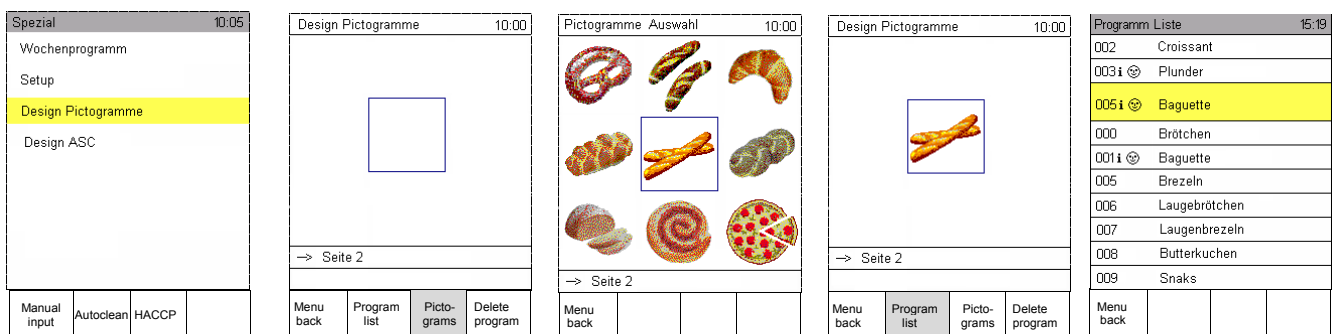 Spezial 10:05
Wochenprogramm
Setup
Design Pictogramme
Design ASC
Manual input
Autoclean
HACCP
Design Pictogramme 10:00
--> Seite 2
Menu back
Program list
Picto-grams
Delete program
Pictogramme Auswahl 10:00
--> Seite 2
Menu back
Design Pictogramme 10:00
--> Seite 2
Menu back
Program list
Picto-grams
Delete program
Programm Liste 15:19
002 Croissant
003 i ☺ Plunder
005 i ☺ Baguette
000 Brötchen
001 i ☺ Baguette
005 Brezeln
006 Laugebrötchen
007 Laugenbrezeln
008 Butterkuchen
009 Snaks
Menu back